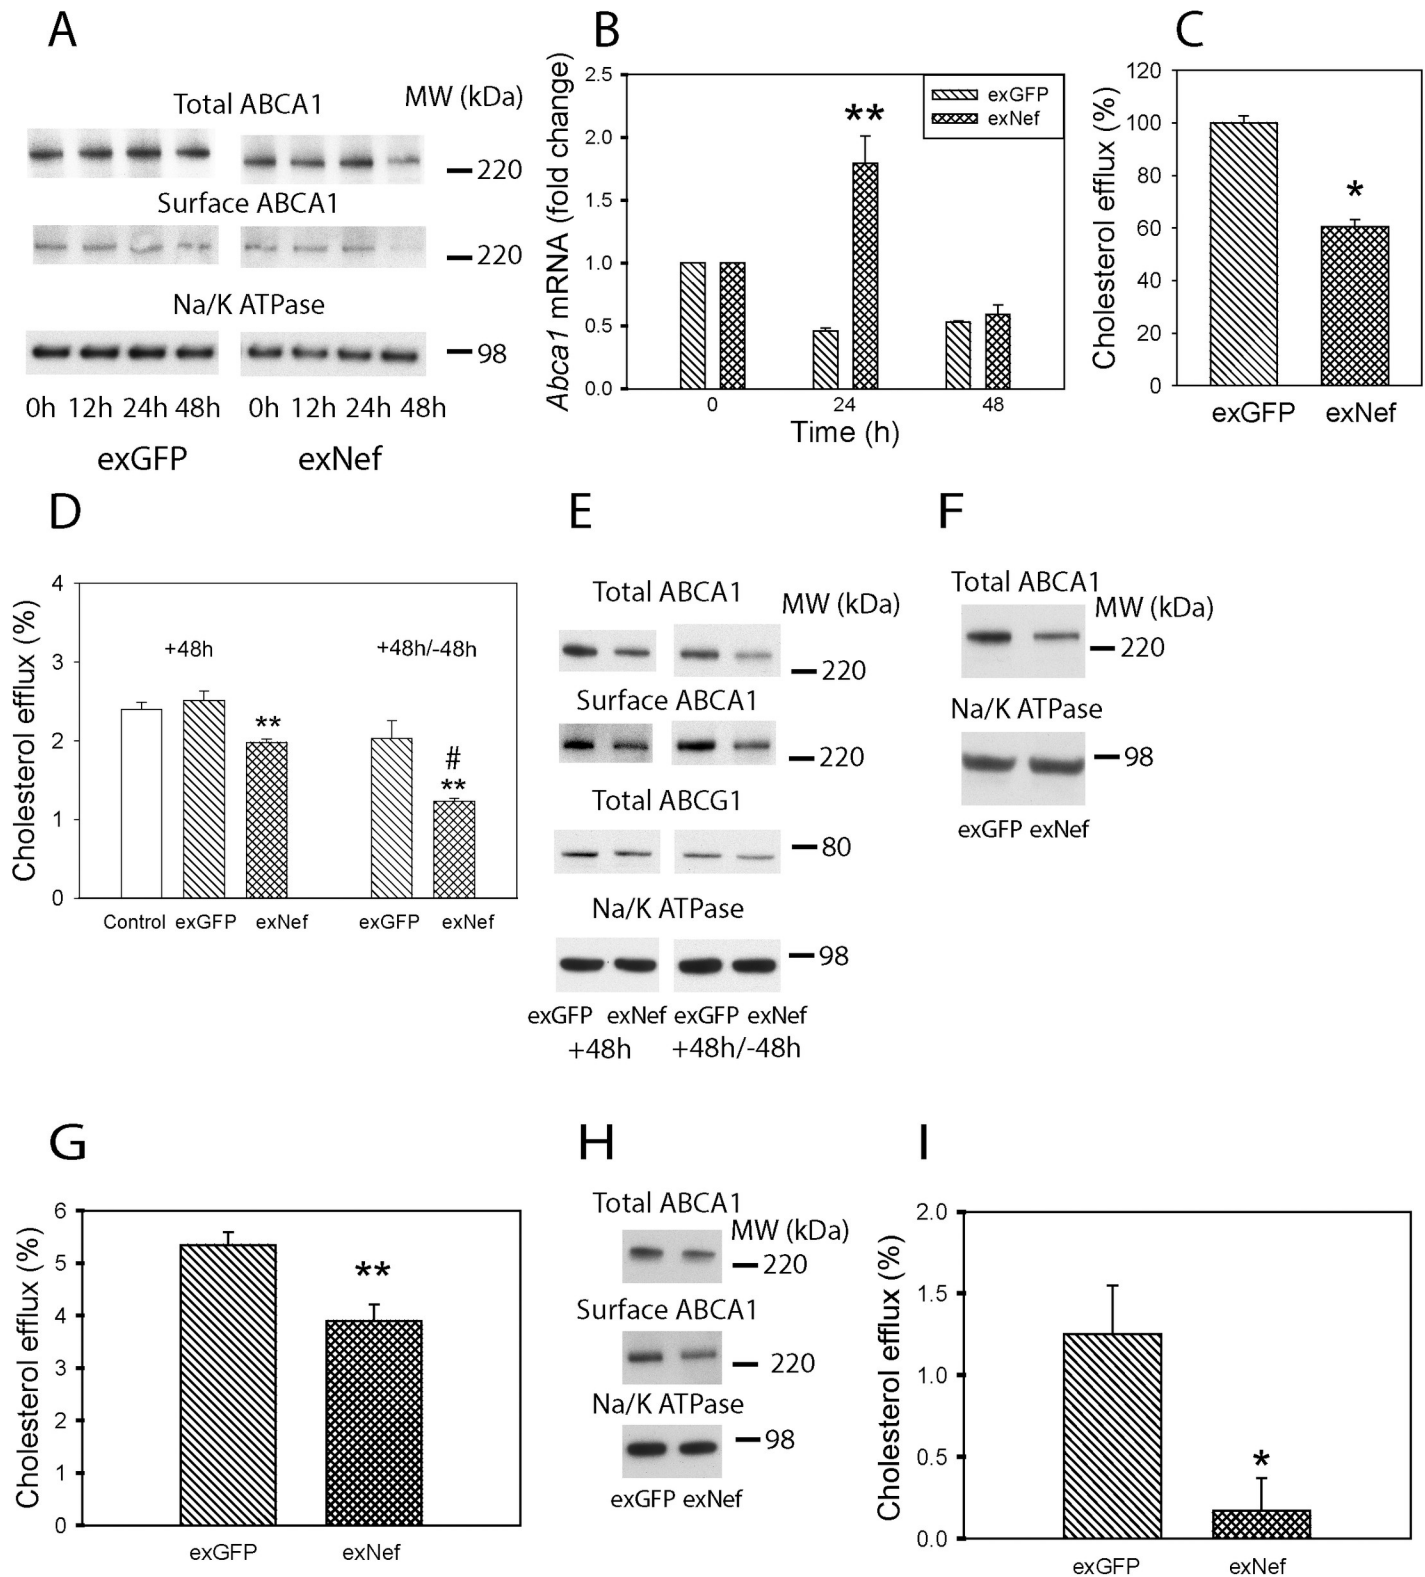 A
Total ABCA1
MW (kDa)
220
Surface ABCA1
220
Na/K ATPase
98
0h 12h 24h 48h 0h 12h 24h 48h
exGFP exNef
B
Abca1 mRNA (fold change)
2.5
2.0
1.5
1.0
0.5
0.0
**
exGFP
exNef
0 24 48
Time (h)
C
Cholesterol efflux (%)
120
100
80
60
40
20
0
*
exGFP exNef
D
Cholesterol efflux (%)
4
3
2
1
0
+48h +48h/-48h
**
#
**
Control exGFP exNef exGFP exNef
E
Total ABCA1
MW (kDa)
220
Surface ABCA1
220
Total ABCG1
80
Na/K ATPase
98
exGFP exNef exGFP exNef
+48h +48h/-48h
F
Total ABCA1
MW (kDa)
220
Na/K ATPase
98
exGFP exNef
G
Cholesterol efflux (%)
6
5
4
3
2
1
0
**
exGFP exNef
H
Total ABCA1
MW (kDa)
220
Surface ABCA1
220
Na/K ATPase
98
exGFP exNef
I
Cholesterol efflux (%)
2.0
1.5
1.0
0.5
0.0
*
exGFP exNef